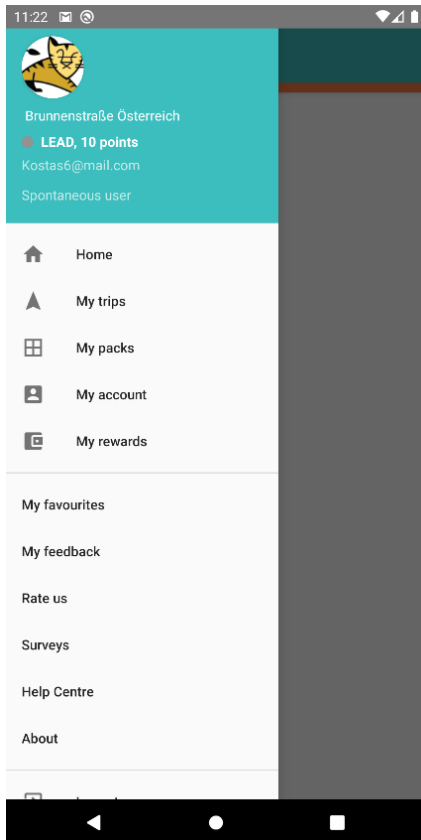 11:22
Brunnenstraße Österreich
LEAD, 10 points
Kostas6@mail.com
Spontaneous user
Home
My trips
My packs
My account
My rewards
My favourites
My feedback
Rate us
Surveys
Help Centre
About